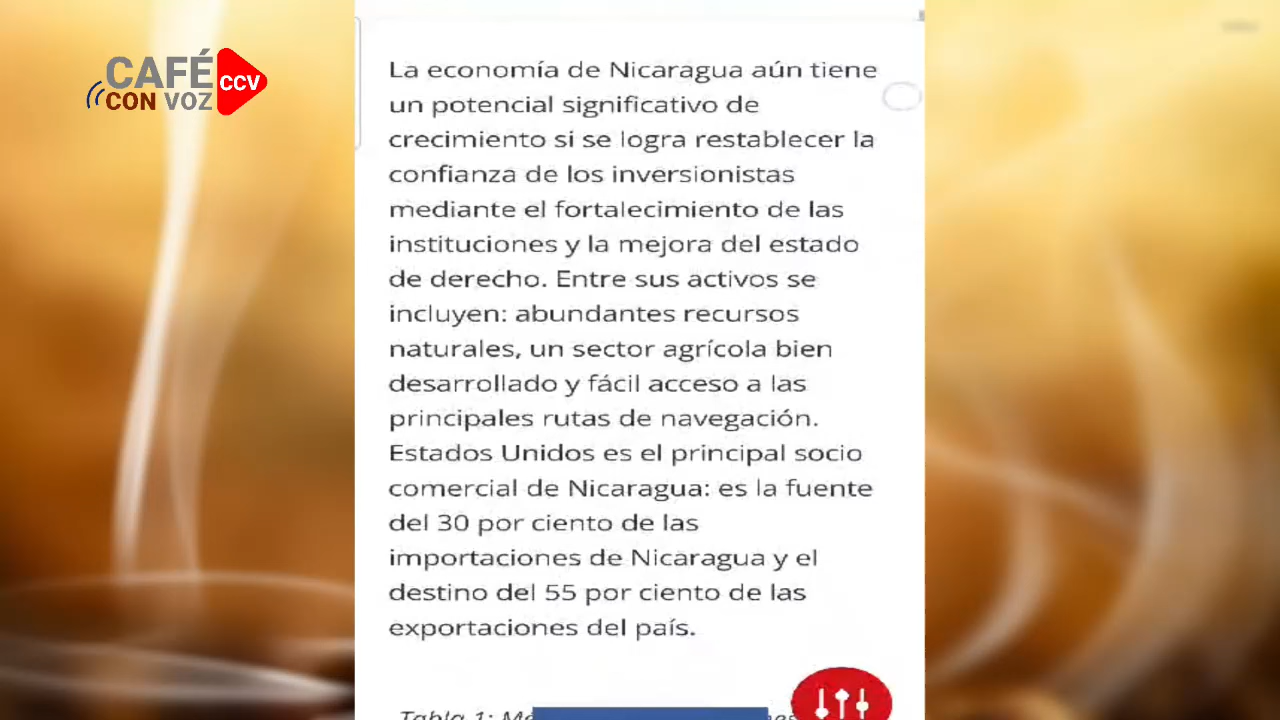 CAFÉ
CON VOZ
CCV
La economía de Nicaragua aún tiene
un potencial significativo de
crecimiento si se logra restablecer la
confianza de los inversionistas
mediante el fortalecimiento de las
instituciones y la mejora del estado
de derecho. Entre sus activos se
incluyen: abundantes recursos
naturales, un sector agrícola bien
desarrollado y fácil acceso a las
principales rutas de navegación.
Estados Unidos es el principal socio
comercial de Nicaragua: es la fuente
del 30 por ciento de las
importaciones de Nicaragua y el
destino del 55 por ciento de las
exportaciones del país.
Tabla 1: